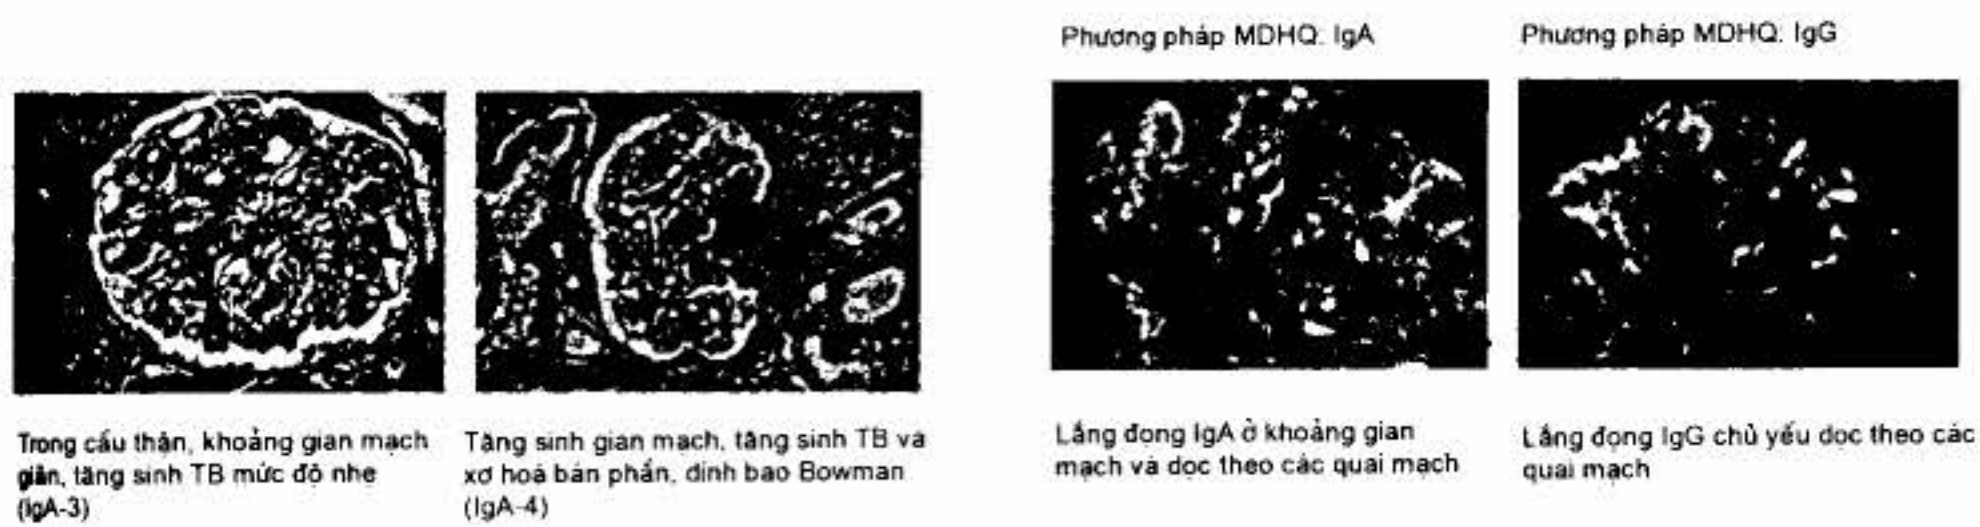 Phương pháp MDHQ: IgA
Phương pháp MDHQ: IgG
Trong cầu thận, khoảng gian mạch
giãn, tăng sinh TB mức độ nhẹ
(IgA-3)
Tăng sinh gian mạch, tăng sinh TB và
xơ hoá bán phần, dính bao Bowman
(IgA-4)
Lắng đọng IgA ở khoảng gian
mạch và dọc theo các quai mạch
Lắng đọng IgG chủ yếu dọc theo các
quai mạch